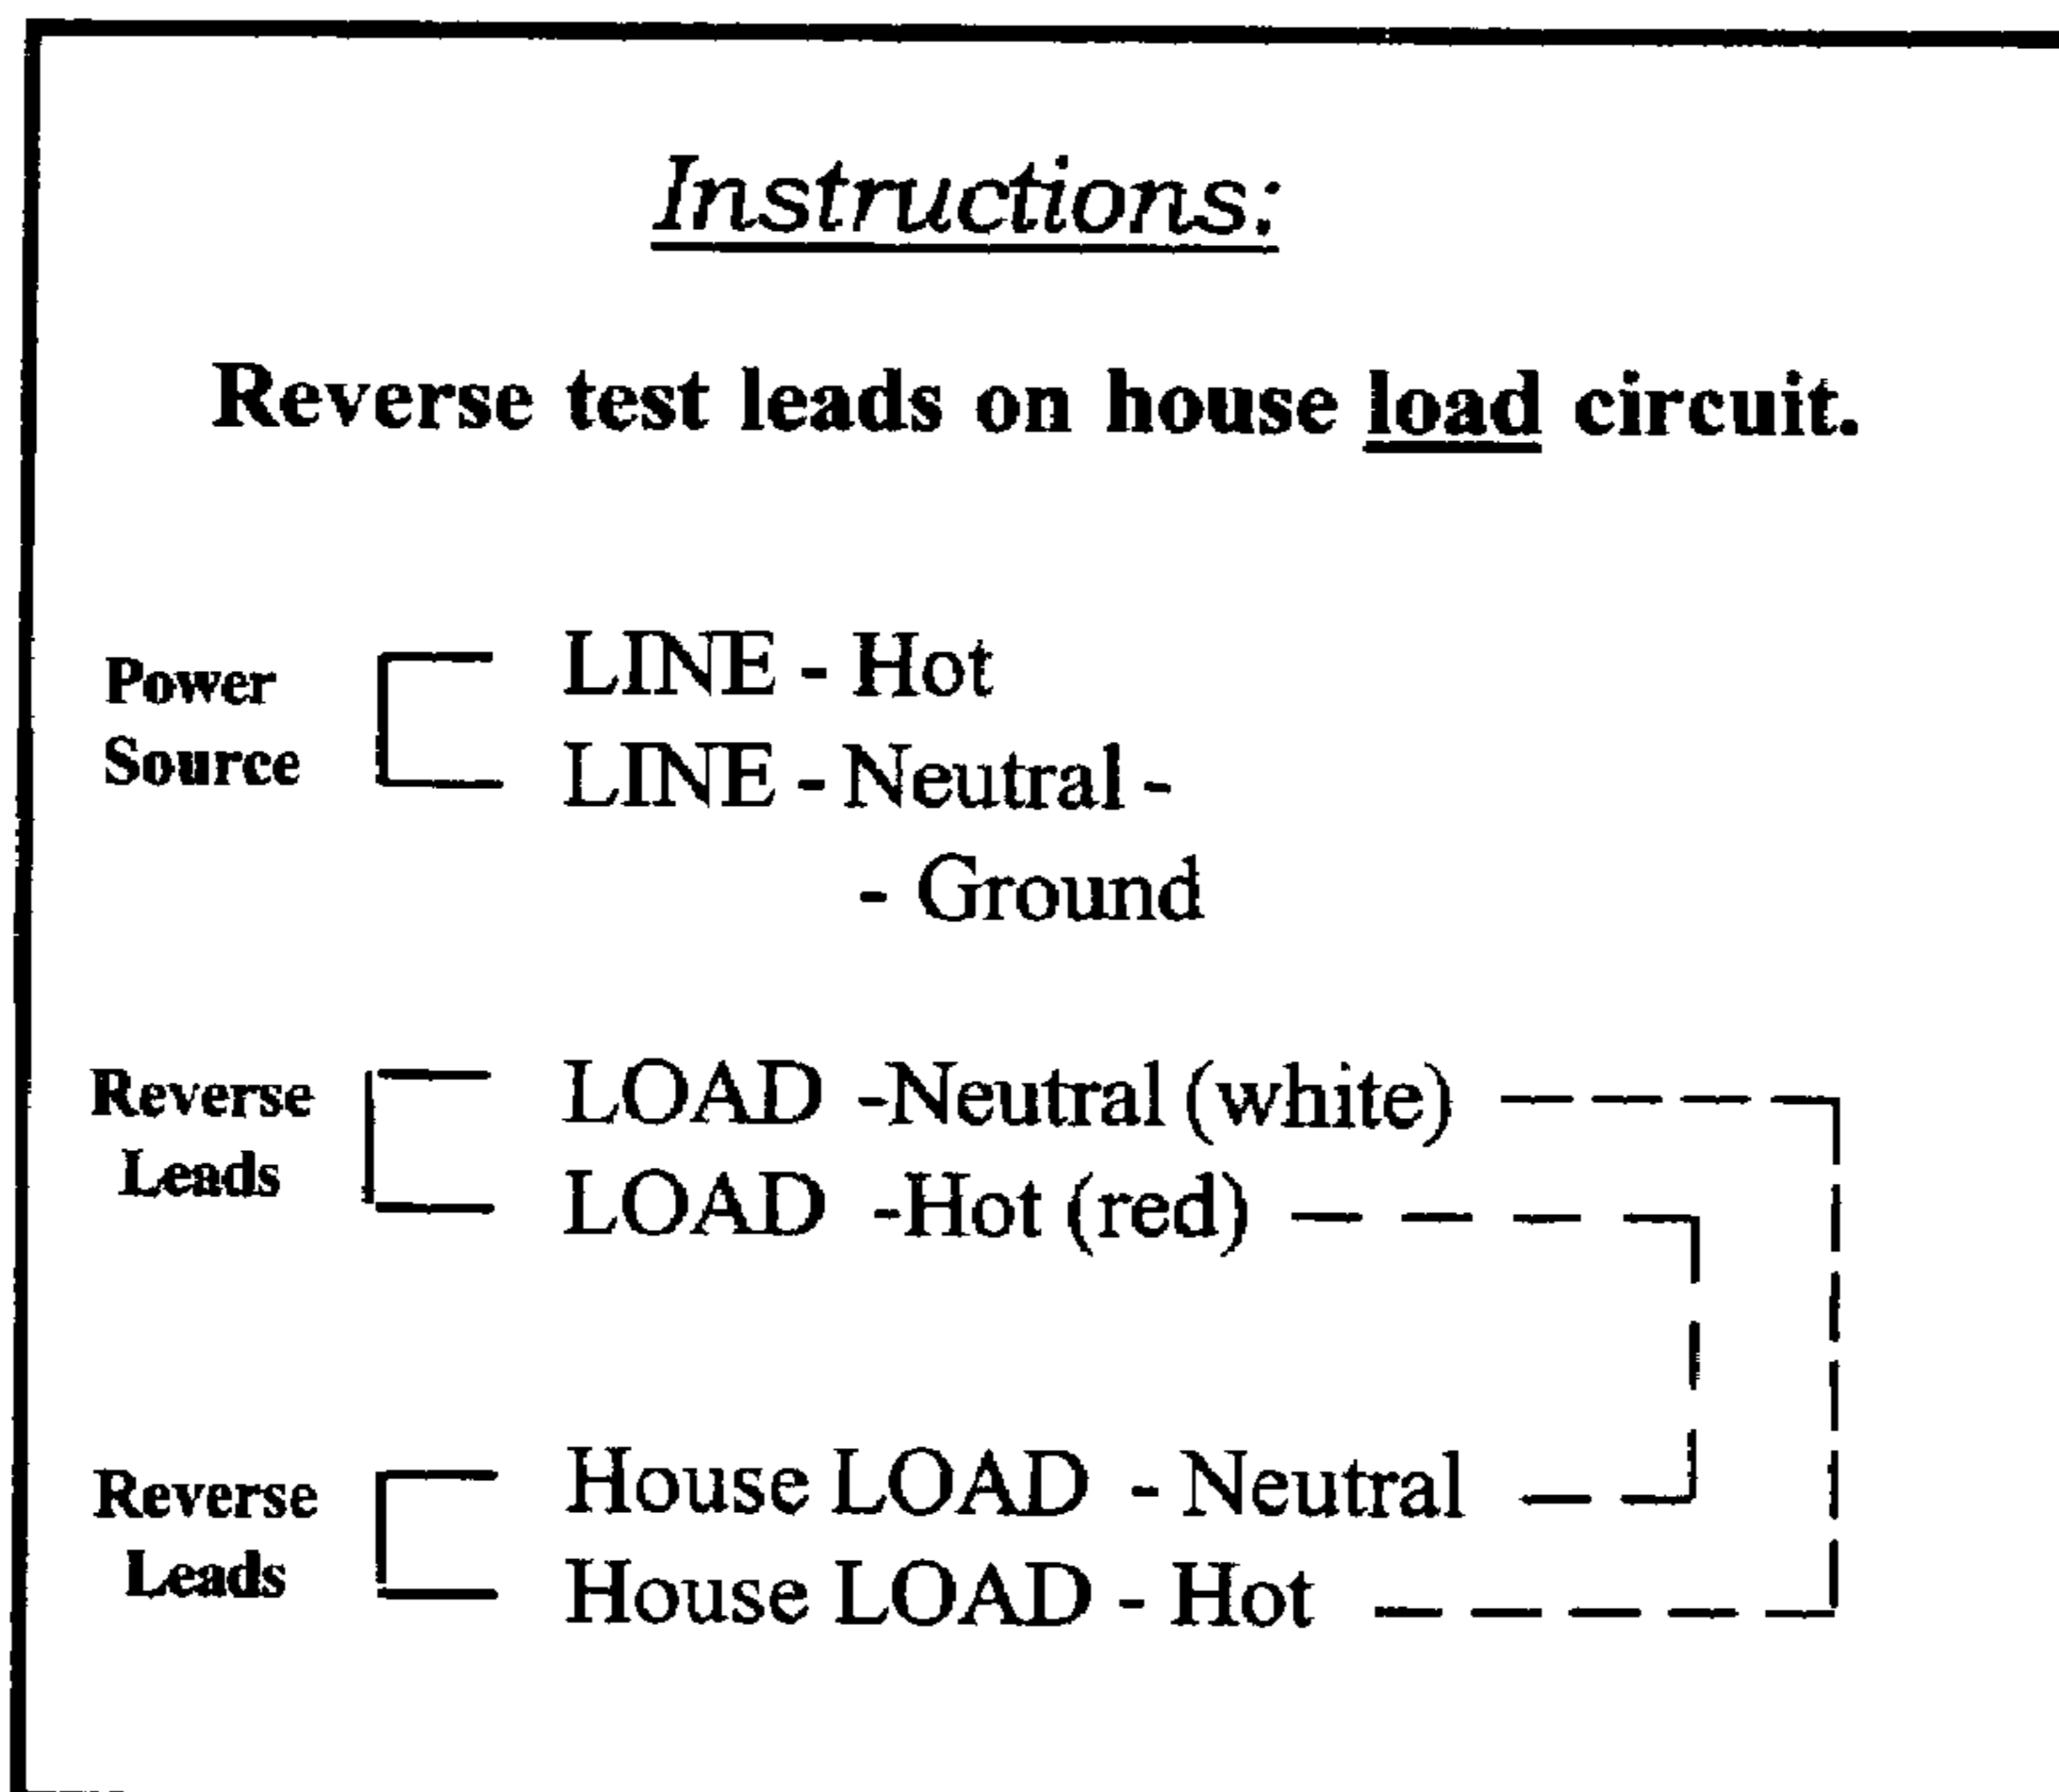 Instructions:
Reverse test leads on house load circuit.
Power
Source
LINE - Hot
LINE - Neutral -
- Ground
Reverse
Leads
LOAD -Neutral (white)
LOAD -Hot (red)
Reverse
Leads
House LOAD - Neutral
House LOAD - Hot